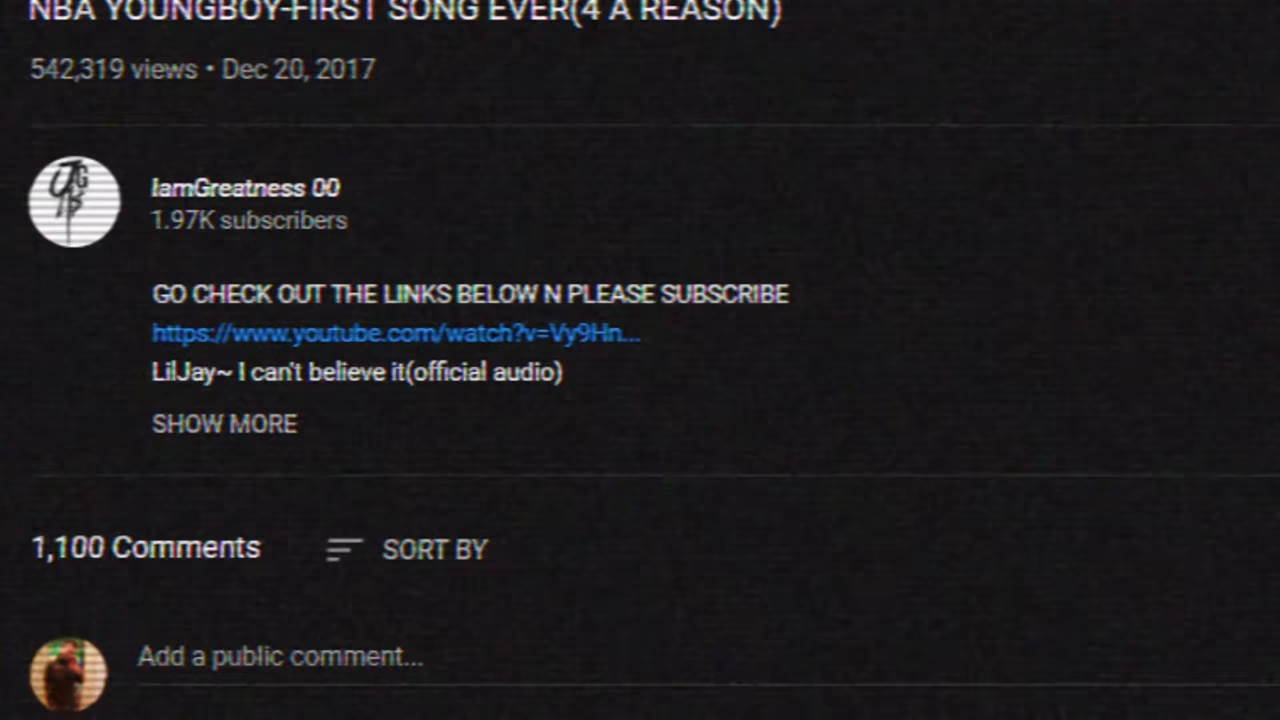 NBA YOUNGBOY-FIRST SONG EVER(4 A REASON)
542,319 views • Dec 20, 2017
IamGreatness 00
1.97K subscribers
GO CHECK OUT THE LINKS BELOW N PLEASE SUBSCRIBE
https://www.youtube.com/watch?v=Vy9Hn...
LilJay~ I can't believe it(official audio)
SHOW MORE
1,100 Comments SORT BY
Add a public comment...